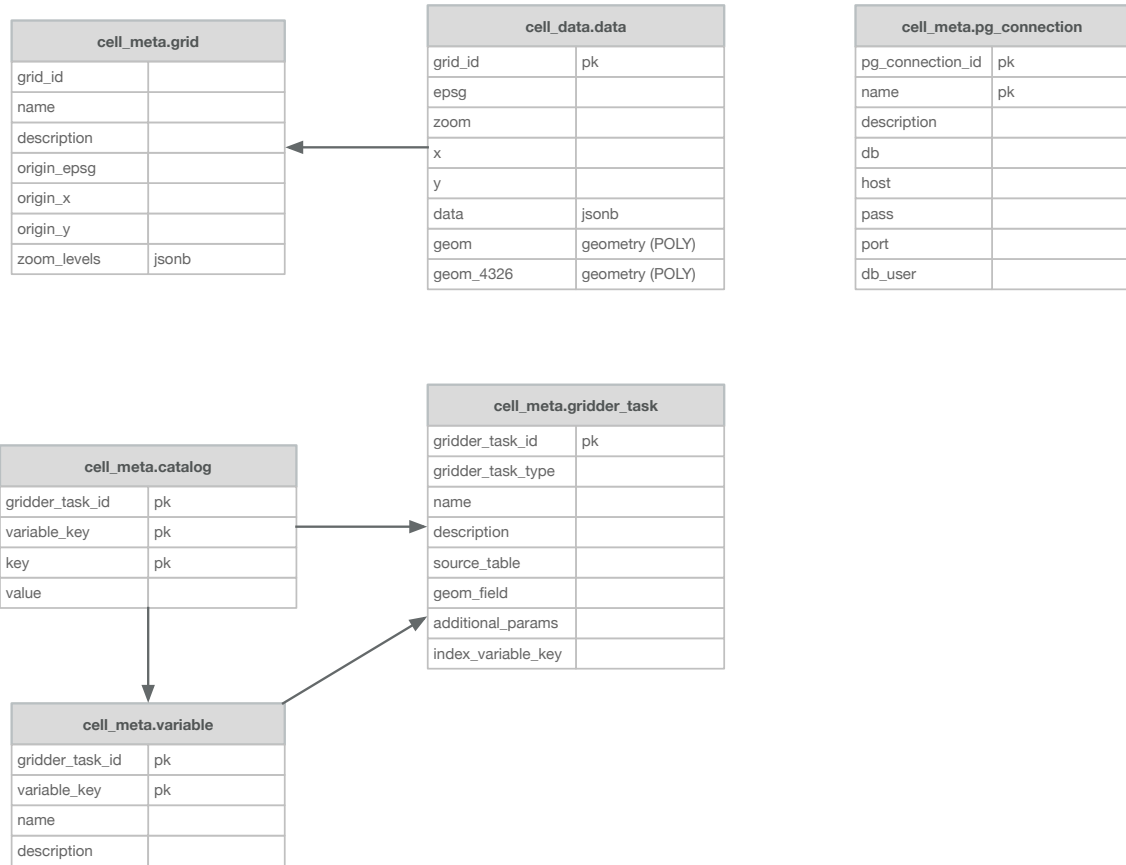 cell_meta.grid
grid_id
name
description
origin_epsg
origin_x
origin_y
zoom_levels jsonb
cell_data.data
grid_id pk
epsg
zoom
x
y
data jsonb
geom geometry (POLY)
geom_4326 geometry (POLY)
cell_meta.pg_connection
pg_connection_id pk
name pk
description
db
host
pass
port
db_user
cell_meta.catalog
gridder_task_id pk
variable_key pk
key pk
value
cell_meta.gridder_task
gridder_task_id pk
gridder_task_type
name
description
source_table
geom_field
additional_params
index_variable_key
cell_meta.variable
gridder_task_id pk
variable_key pk
name
description